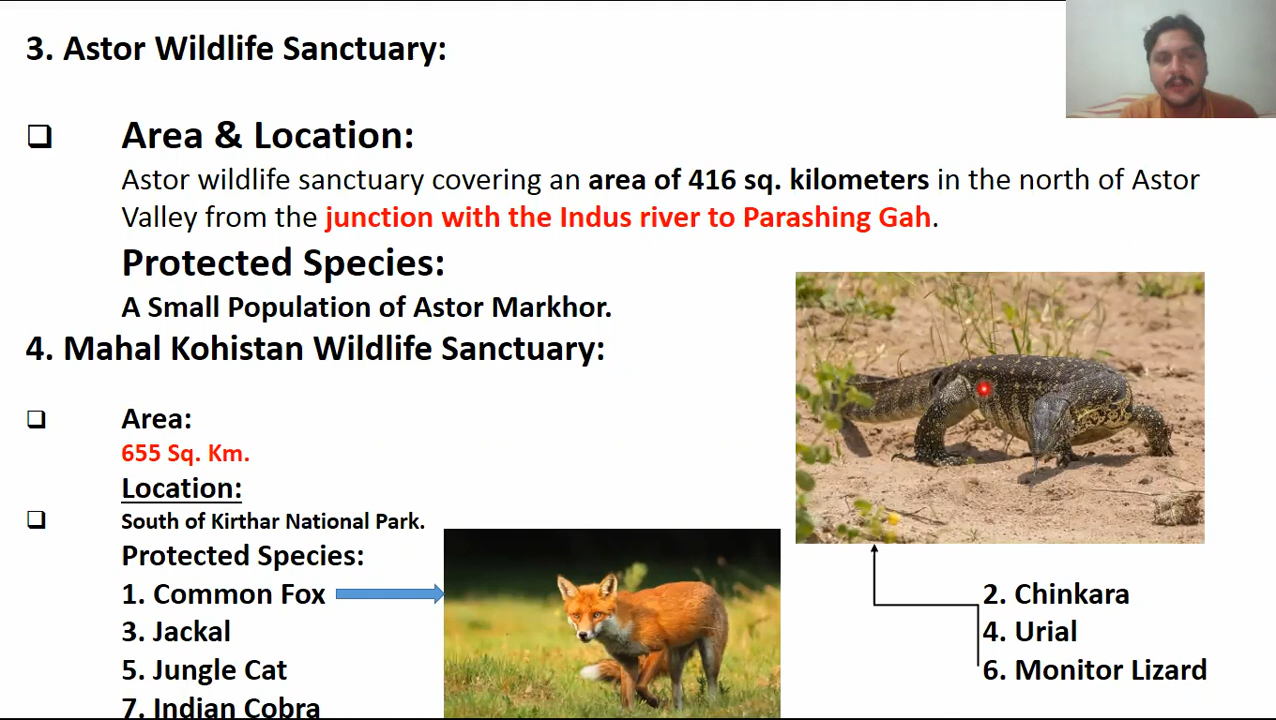 3. Astor Wildlife Sanctuary:
Area & Location:
Astor wildlife sanctuary covering an area of 416 sq. kilometers in the north of Astor
Valley from the junction with the Indus river to Parashing Gah.
Protected Species:
A Small Population of Astor Markhor.
4. Mahal Kohistan Wildlife Sanctuary:
Area:
655 Sq. Km.
Location:
South of Kirthar National Park.
Protected Species:
1. Common Fox
2. Chinkara
3. Jackal
4. Urial
5. Jungle Cat
6. Monitor Lizard
7. Indian Cobra